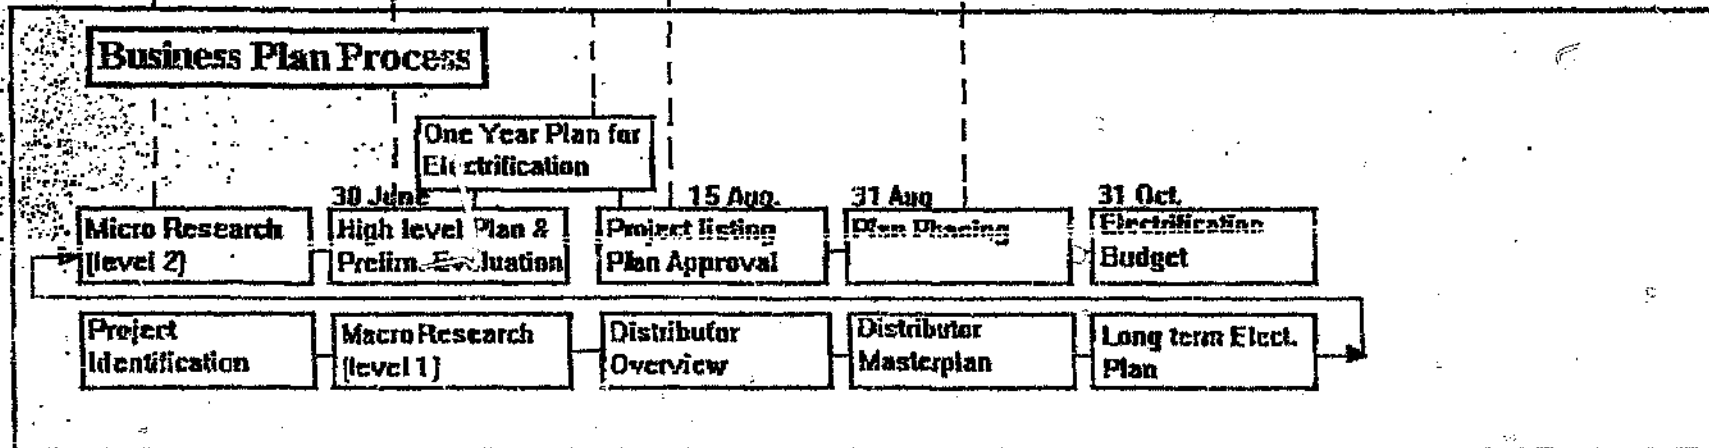 Business Plan Process
One Year Plan for
Electrification
30 June
15 Aug.
31 Aug
31 Oct.
Micro Research
(level 2)
High level Plan &
Prelim. Evaluation
Project listing
Plan Approval
Plan Phasing
Electrification
Budget
Project
Identification
Macro Research
(level 1)
Distributor
Overview
Distributor
Masterplan
Long term Elect.
Plan